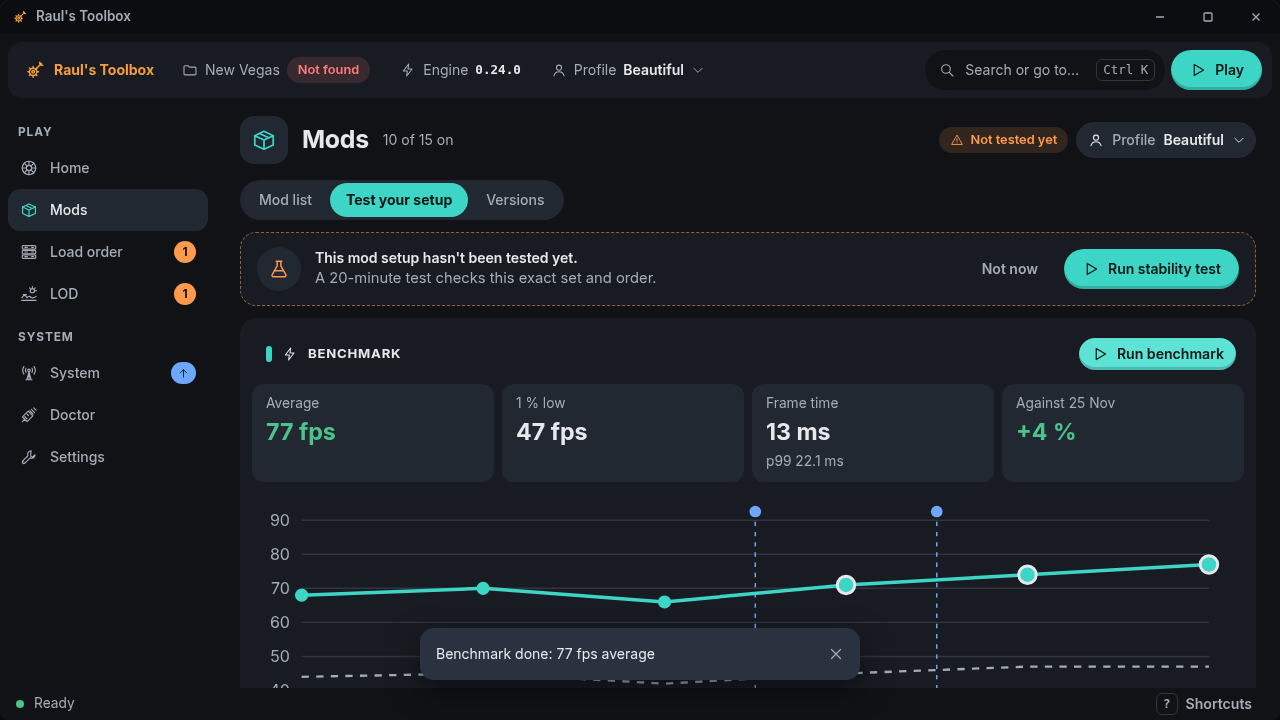 Raul's Toolbox
Raul's Toolbox
New Vegas Not found
Engine 0.24.0
Profile Beautiful
Search or go to... Ctrl K
Play
PLAY
Home
Mods
Load order 1
LOD 1
SYSTEM
System
Doctor
Settings
Mods 10 of 15 on
Not tested yet
Profile Beautiful
Mod list Test your setup Versions
This mod setup hasn't been tested yet.
A 20-minute test checks this exact set and order.
Not now
Run stability test
BENCHMARK
Run benchmark
Average
77 fps
1 % low
47 fps
Frame time
13 ms
p99 22.1 ms
Against 25 Nov
+4 %
90
80
70
60
50
40
Benchmark done: 77 fps average
Ready
? Shortcuts